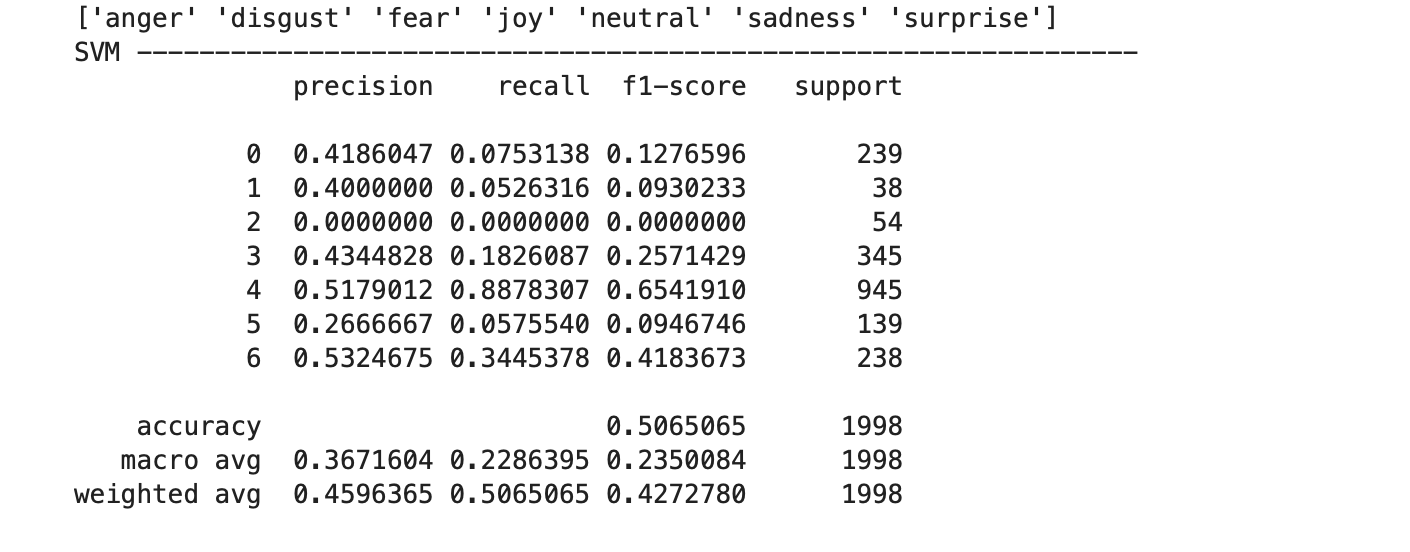 ['anger' 'disgust' 'fear' 'joy' 'neutral' 'sadness' 'surprise']
SVM ----------------------------------------------------------------
              precision    recall  f1-score   support

           0  0.4186047 0.0753138 0.1276596       239
           1  0.4000000 0.0526316 0.0930233        38
           2  0.0000000 0.0000000 0.0000000        54
           3  0.4344828 0.1826087 0.2571429       345
           4  0.5179012 0.8878307 0.6541910       945
           5  0.2666667 0.0575540 0.0946746       139
           6  0.5324675 0.3445378 0.4183673       238

    accuracy                      0.5065065      1998
   macro avg  0.3671604 0.2286395 0.2350084      1998
weighted avg  0.4596365 0.5065065 0.4272780      1998